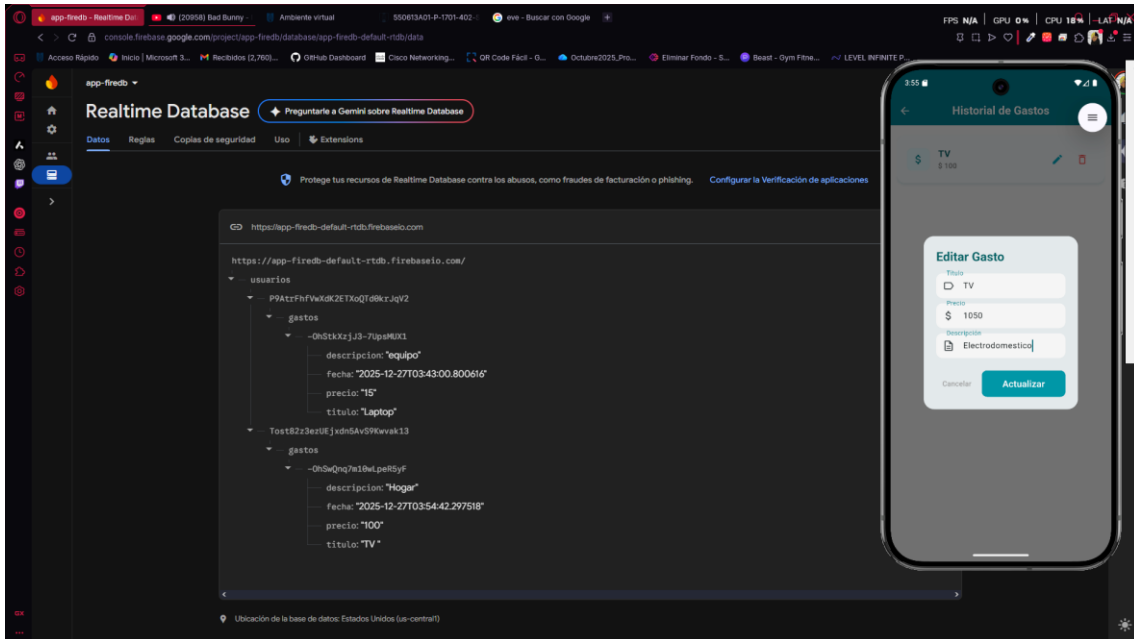 app-firedb – Realtime Dat
(20958) Bad Bunny -
Ambiente virtual
550613A01-P-1701-402-
eve - Buscar con Google
FPS N/A GPU 0% CPU 18% LAT N/A
console.firebase.google.com/project/app-firedb/database/app-firedb-default-rtdb/data
Acceso Rápido
Inicio | Microsoft 3...
Recibidos (2,760)...
GitHub Dashboard
Cisco Networking...
QR Code Fácil - G...
Octubre2025_Pro...
Eliminar Fondo - S...
Beast - Gym Fitne...
LEVEL INFINITE P...
app-firedb
Realtime Database
Preguntarle a Gemini sobre Realtime Database
Datos Reglas Copias de seguridad Uso Extensions
Protege tus recursos de Realtime Database contra los abusos, como fraudes de facturación o phishing. Configurar la Verificación de aplicaciones
https://app-firedb-default-rtdb.firebaseio.com
https://app-firedb-default-rtdb.firebaseio.com/
usuarios
P9AtrFhfVwXdK2ETXoQTd0krJqV2
gastos
-OhStkXrjJ3-7UpsMUX1
descripcion: "equipo"
fecha: "2025-12-27T03:43:00.800616"
precio: "15"
titulo: "Laptop"
Tost82z3ezUEjxdn5AvS9Kwvak13
gastos
-OhSwQnq7m10wLpeR5yF
descripcion: "Hogar"
fecha: "2025-12-27T03:54:42.297518"
precio: "100"
titulo: "TV "
Ubicación de la base de datos: Estados Unidos (us-central1)
3:55
Historial de Gastos
TV
$ 100
Editar Gasto
Título
TV
Precio
$ 1050
Descripción
Electrodomestico
Cancelar Actualizar